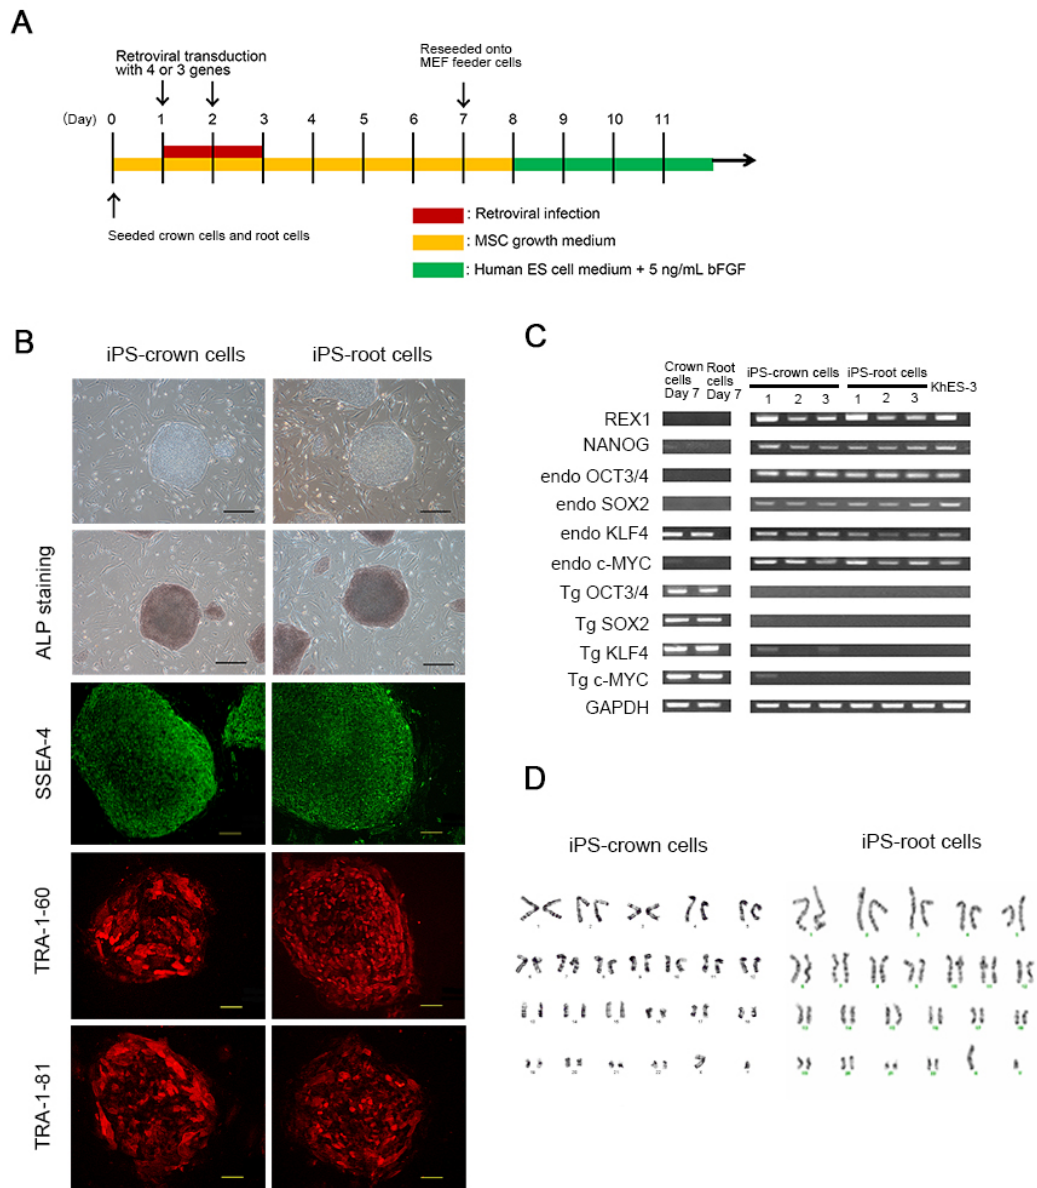 A
Retroviral transduction
with 4 or 3 genes
Reseeded onto
MEF feeder cells
(Day) 0 1 2 3 4 5 6 7 8 9 10 11
Seeded crown cells and root cells
: Retroviral infection
: MSC growth medium
: Human ES cell medium + 5 ng/mL bFGF
B
iPS-crown cells iPS-root cells
ALP staining
SSEA-4
TRA-1-60
TRA-1-81
C
Crown cells Day 7
Root cells Day 7
iPS-crown cells iPS-root cells KhES-3
1 2 3 1 2 3
REX1
NANOG
endo OCT3/4
endo SOX2
endo KLF4
endo c-MYC
Tg OCT3/4
Tg SOX2
Tg KLF4
Tg c-MYC
GAPDH
D
iPS-crown cells iPS-root cells